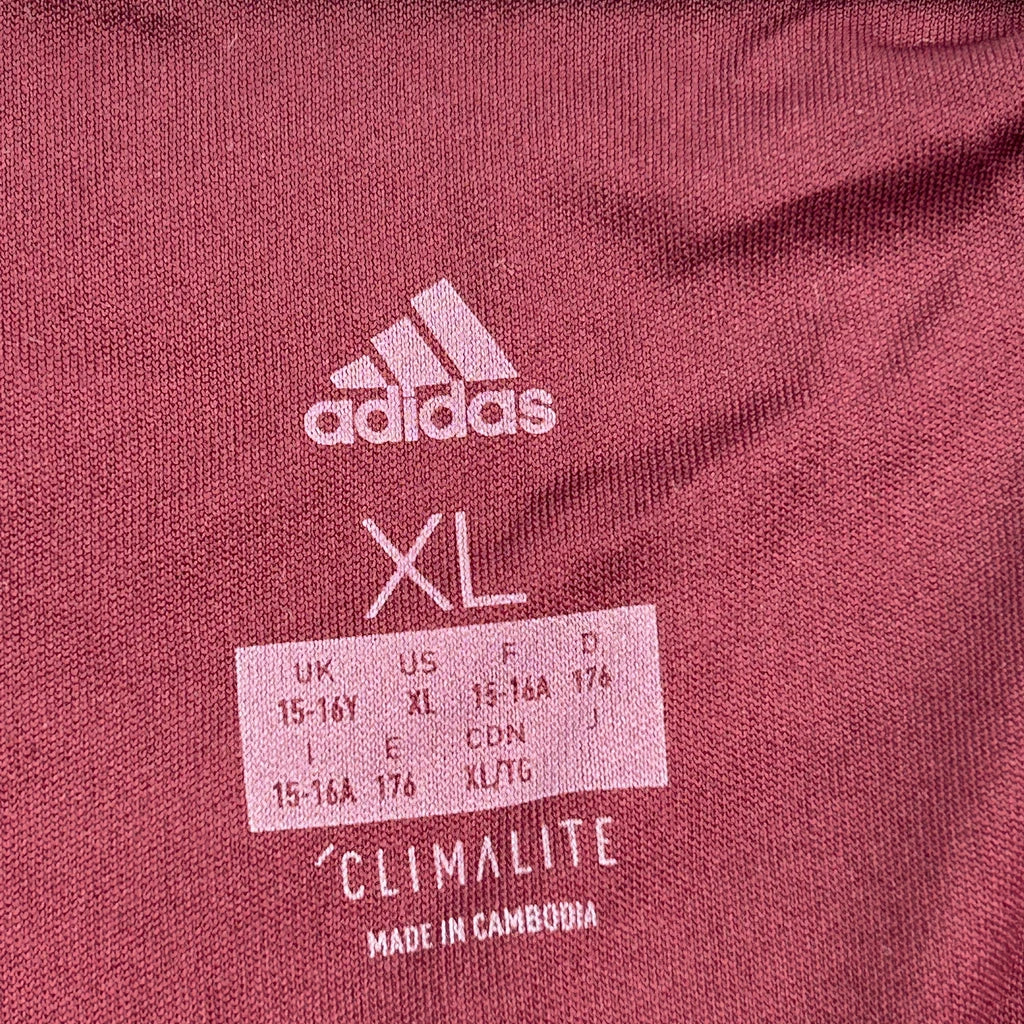 adidas
XL
UK US F D
15-16Y XL 15-16A 176
I E CDN J
15-16A 176 XL/TG
CLIMALITE
MADE IN CAMBODIA